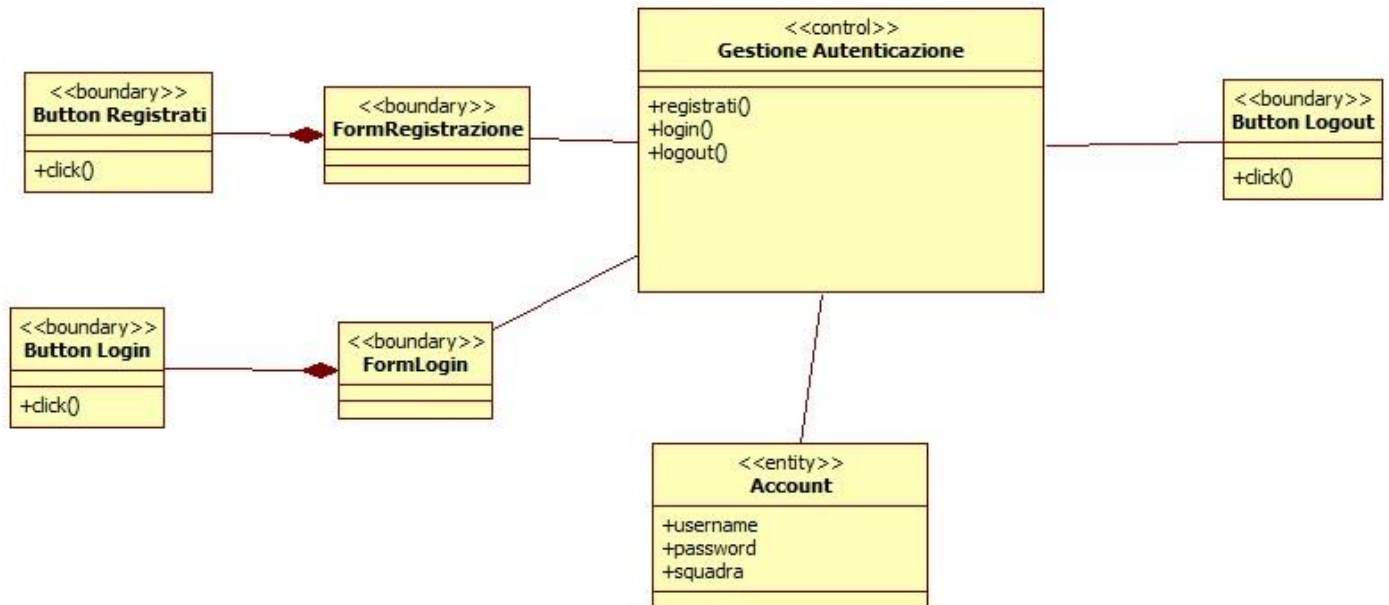 <<control>>
Gestione Autenticazione
+registrati()
+login()
+logout()
<<boundary>>
Button Registrati
+click()
<<boundary>>
FormRegistrazione
<<boundary>>
Button Logout
+click()
<<boundary>>
Button Login
+click()
<<boundary>>
FormLogin
<<entity>>
Account
+username
+password
+squadra